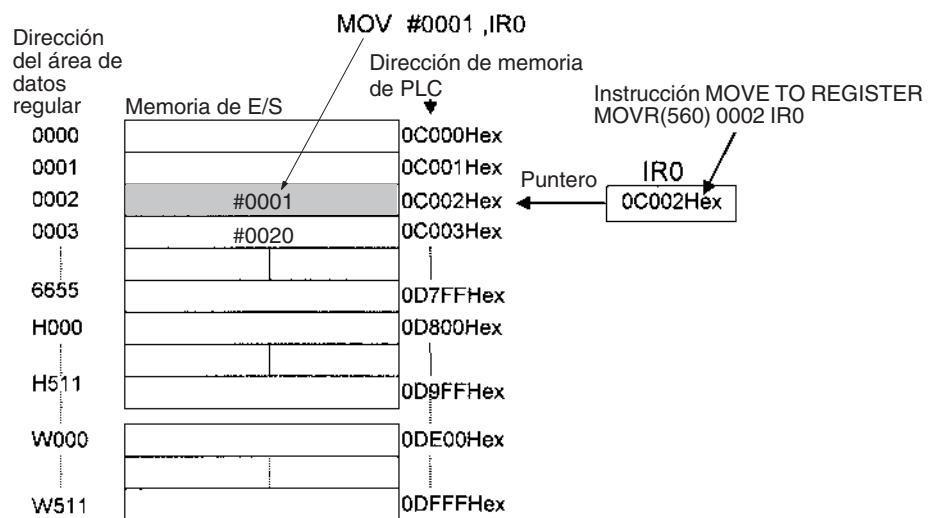 MOV #0001 ,IR0
Dirección
del área de
datos
regular
Memoria de E/S
Dirección de memoria
de PLC
Instrucción MOVE TO REGISTER
MOVR(560) 0002 IR0
0000
0C000Hex
0001
0C001Hex
0002
#0001
0C002Hex
Puntero
IR0
0C002Hex
0003
#0020
0C003Hex
6655
0D7FFHex
H000
0D800Hex
H511
0D9FFHex
W000
0DE00Hex
W511
0DFFFHex